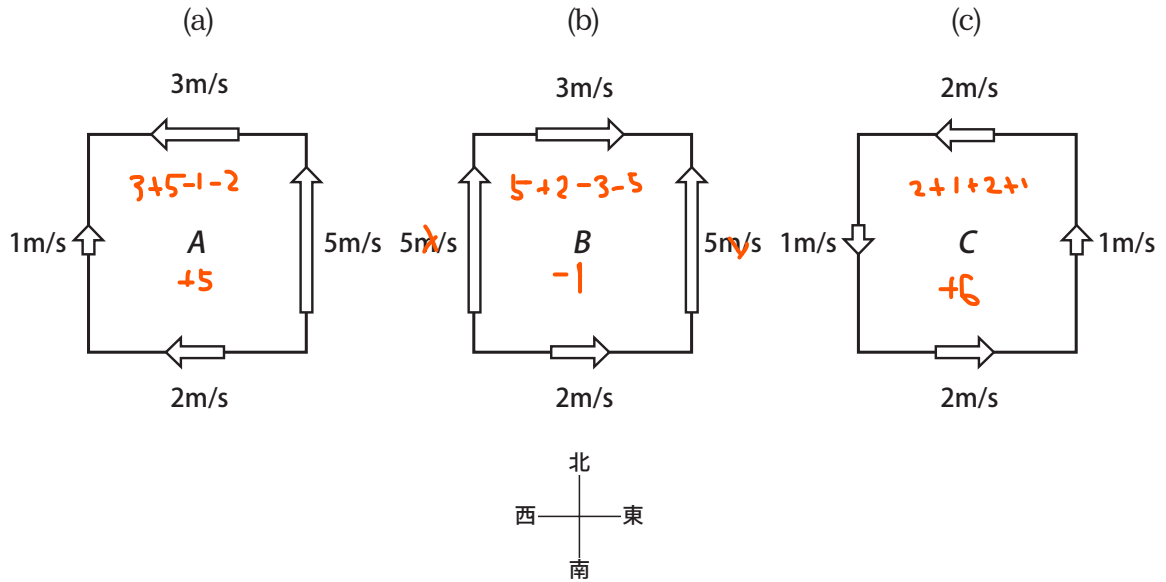 (a) (b) (c)
3m/s 3m/s 2m/s
3+5-1-2 5+2-3-5 2+1+2+1
1m/s A 5m/s 5m/s B 5m/s 1m/s C 1m/s
+5 -1 +6
2m/s 2m/s 2m/s
北
西 東
南